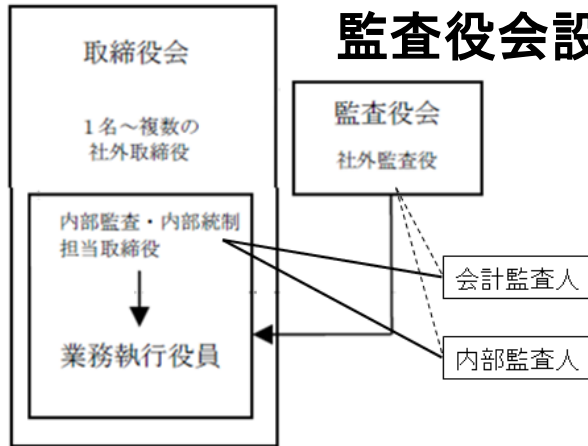 監査役会設
取締役会
1名～複数の
社外取締役
監査役会
社外監査役
内部監査・内部統制
担当取締役
業務執行役員
会計監査人
内部監査人